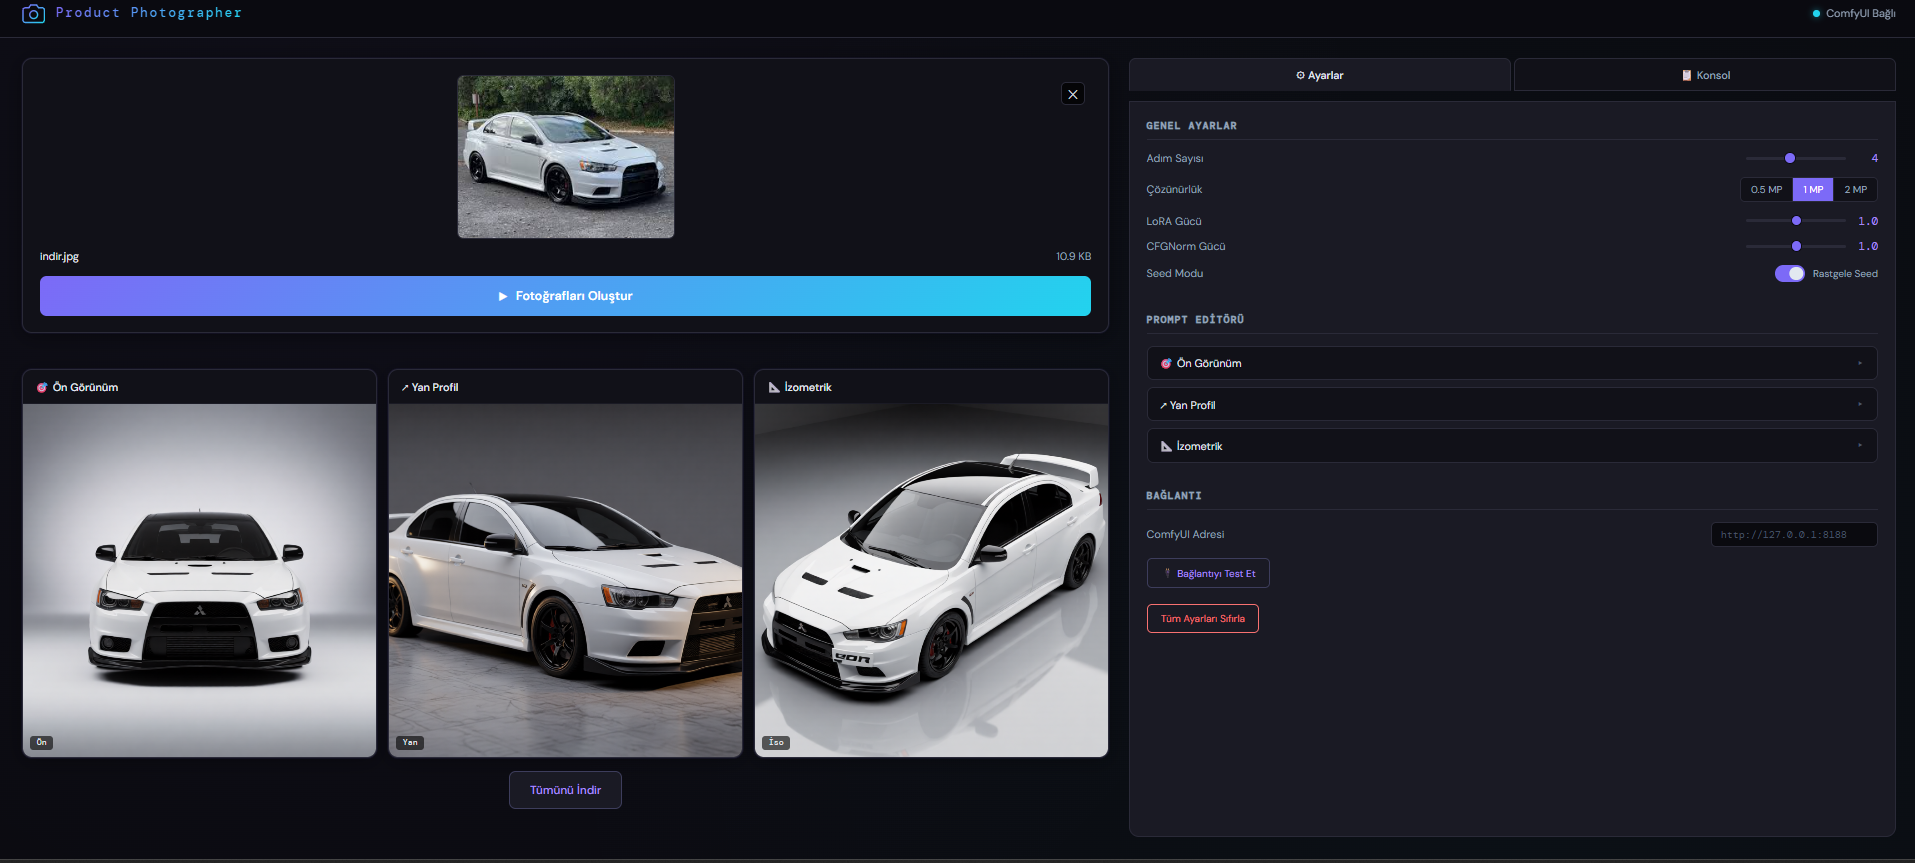 Product Photographer
ComfyUI Bağlı
indir.jpg
10.9 KB
▶ Fotoğrafları Oluştur
Ön Görünüm
Yan Profil
İzometrik
Ön
Yan
İso
Tümünü İndir
Ayarlar
Konsol
GENEL AYARLAR
Adım Sayısı
4
Çözünürlük
0.5 MP
1 MP
2 MP
LoRA Gücü
1.0
CFGNorm Gücü
1.0
Seed Modu
Rastgele Seed
PROMPT EDİTÖRÜ
Ön Görünüm
Yan Profil
İzometrik
BAĞLANTI
ComfyUI Adresi
http://127.0.0.1:8188
Bağlantıyı Test Et
Tüm Ayarları Sıfırla